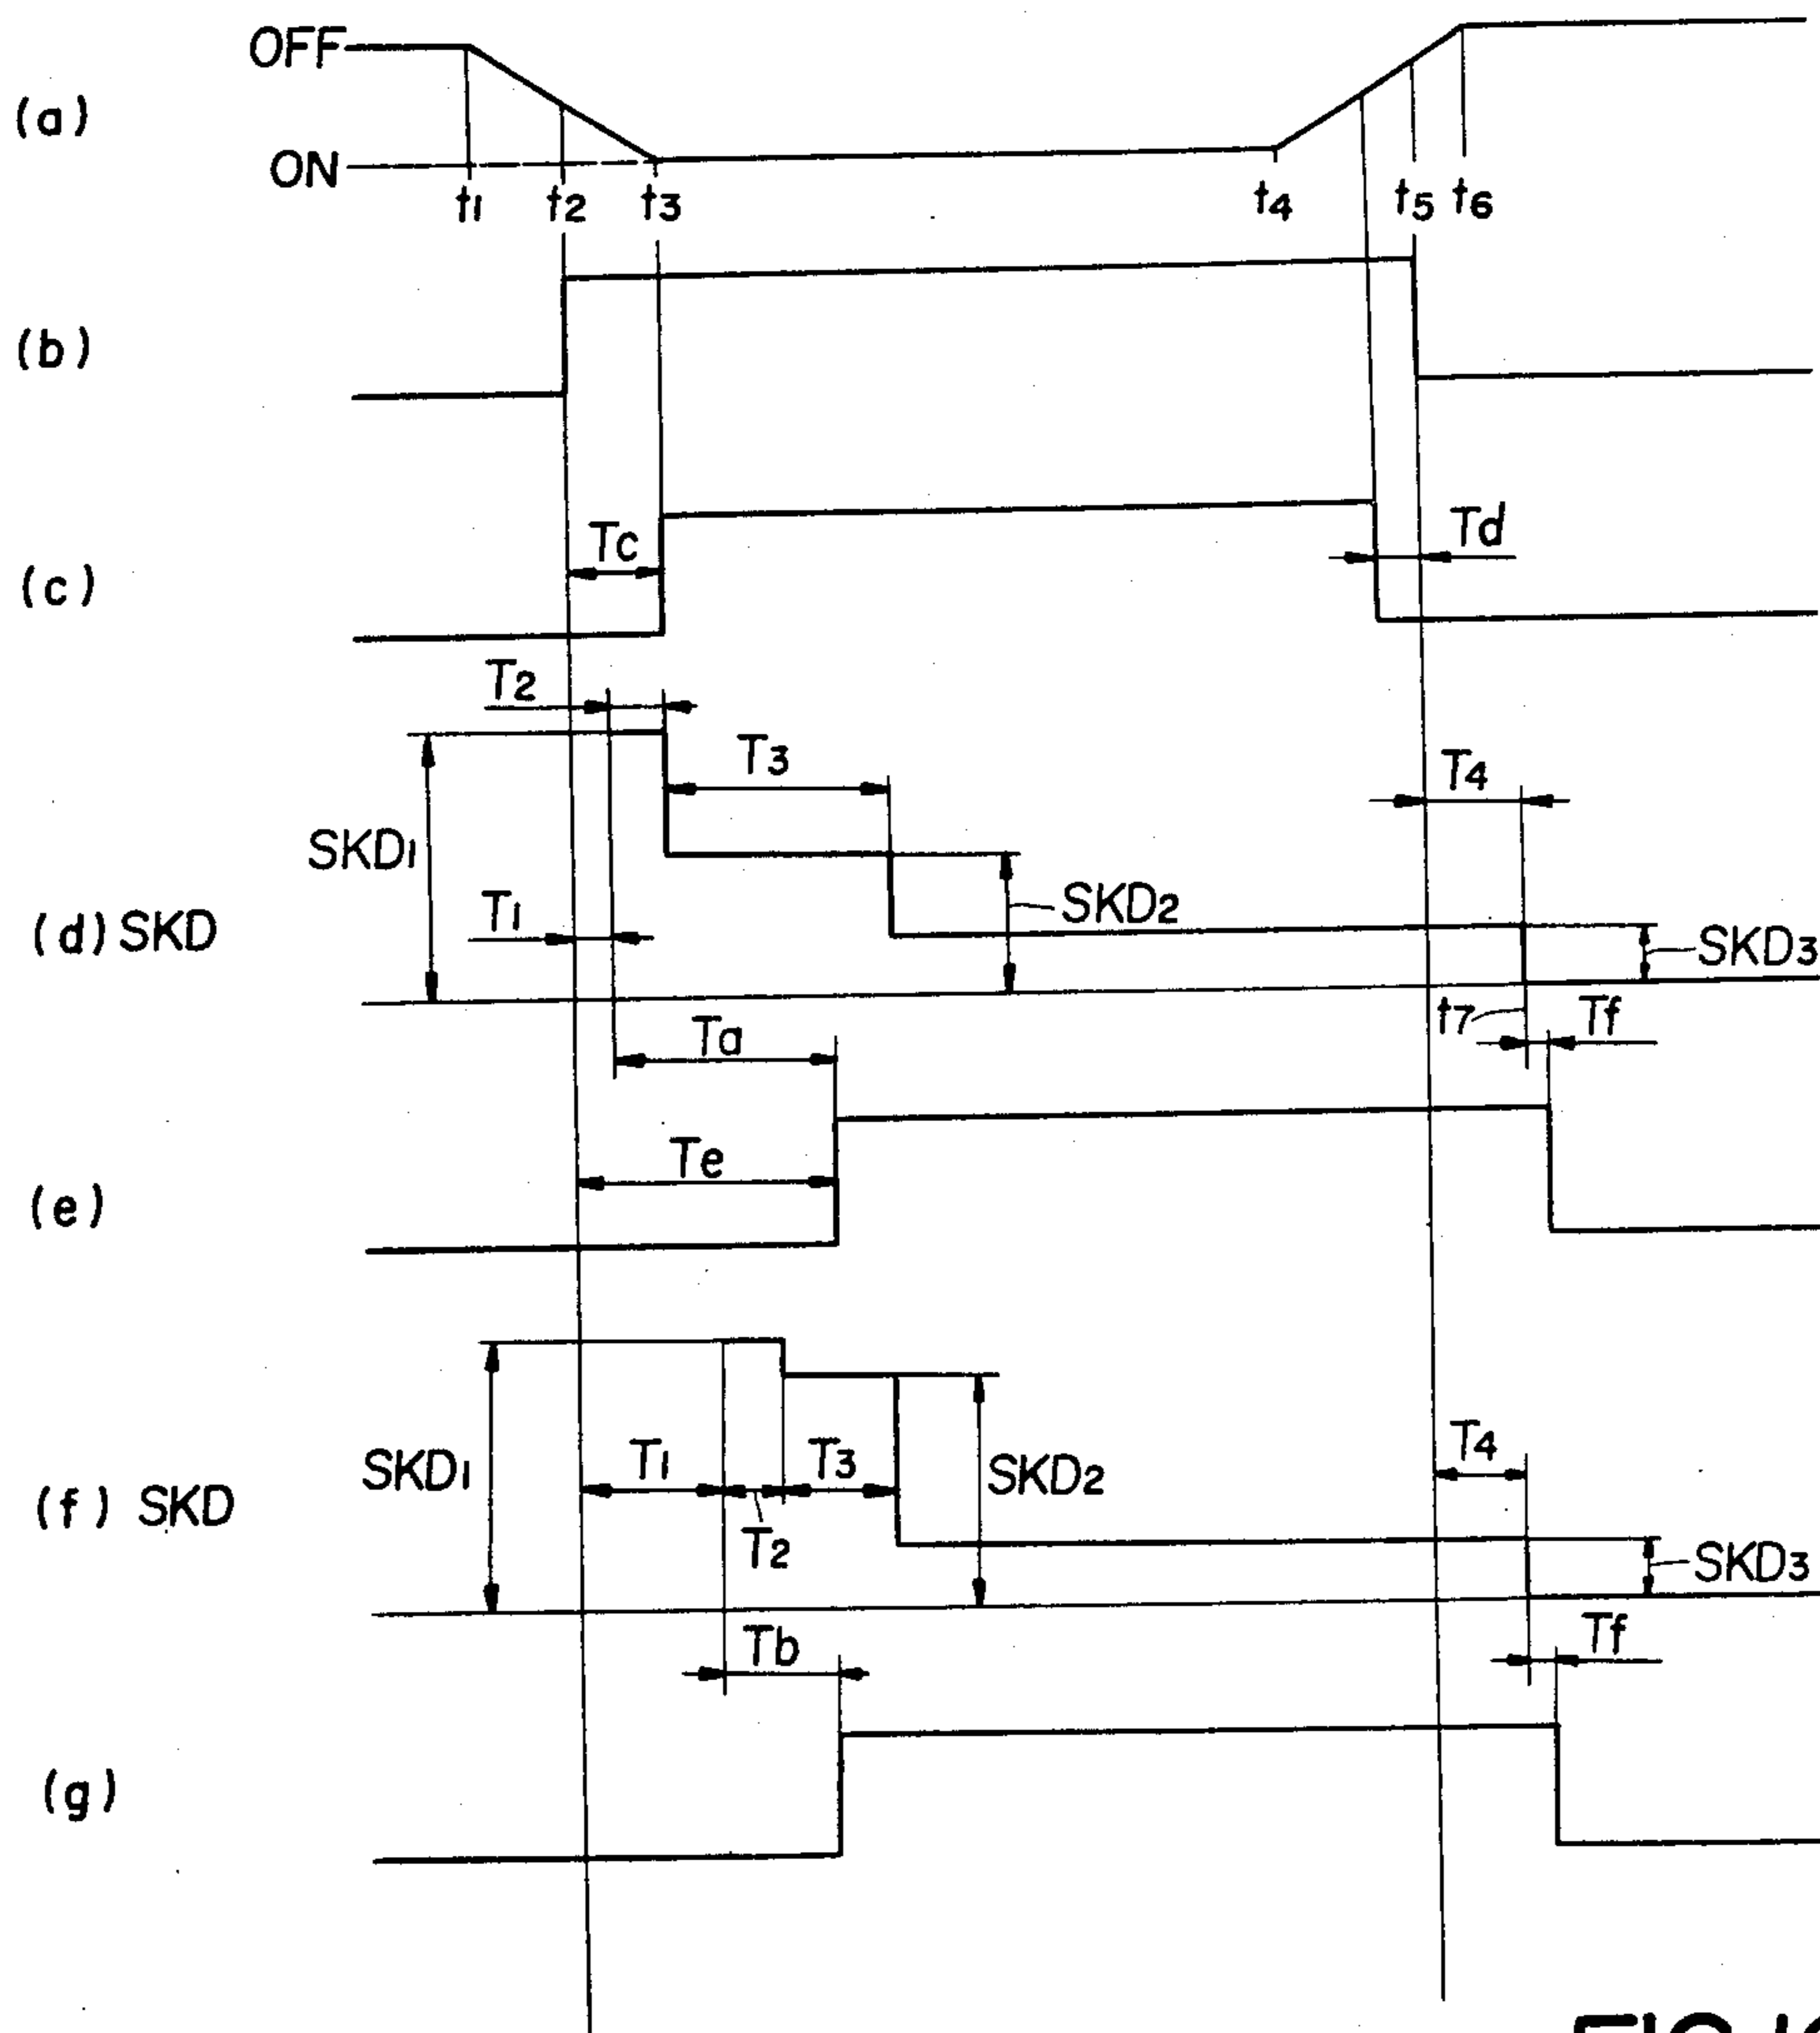 (a)
OFF
ON
t1 t2 t3 t4 t5 t6
(b)
(c)
Tc Td
T2
T3 T4
SKD1
T1 SKD2
(d) SKD SKD3
t7 Tf
Ta
Te
(e)
SKD1 T1 T3 SKD2 T4
(f) SKD T2 SKD3
Tb Tf
(g)